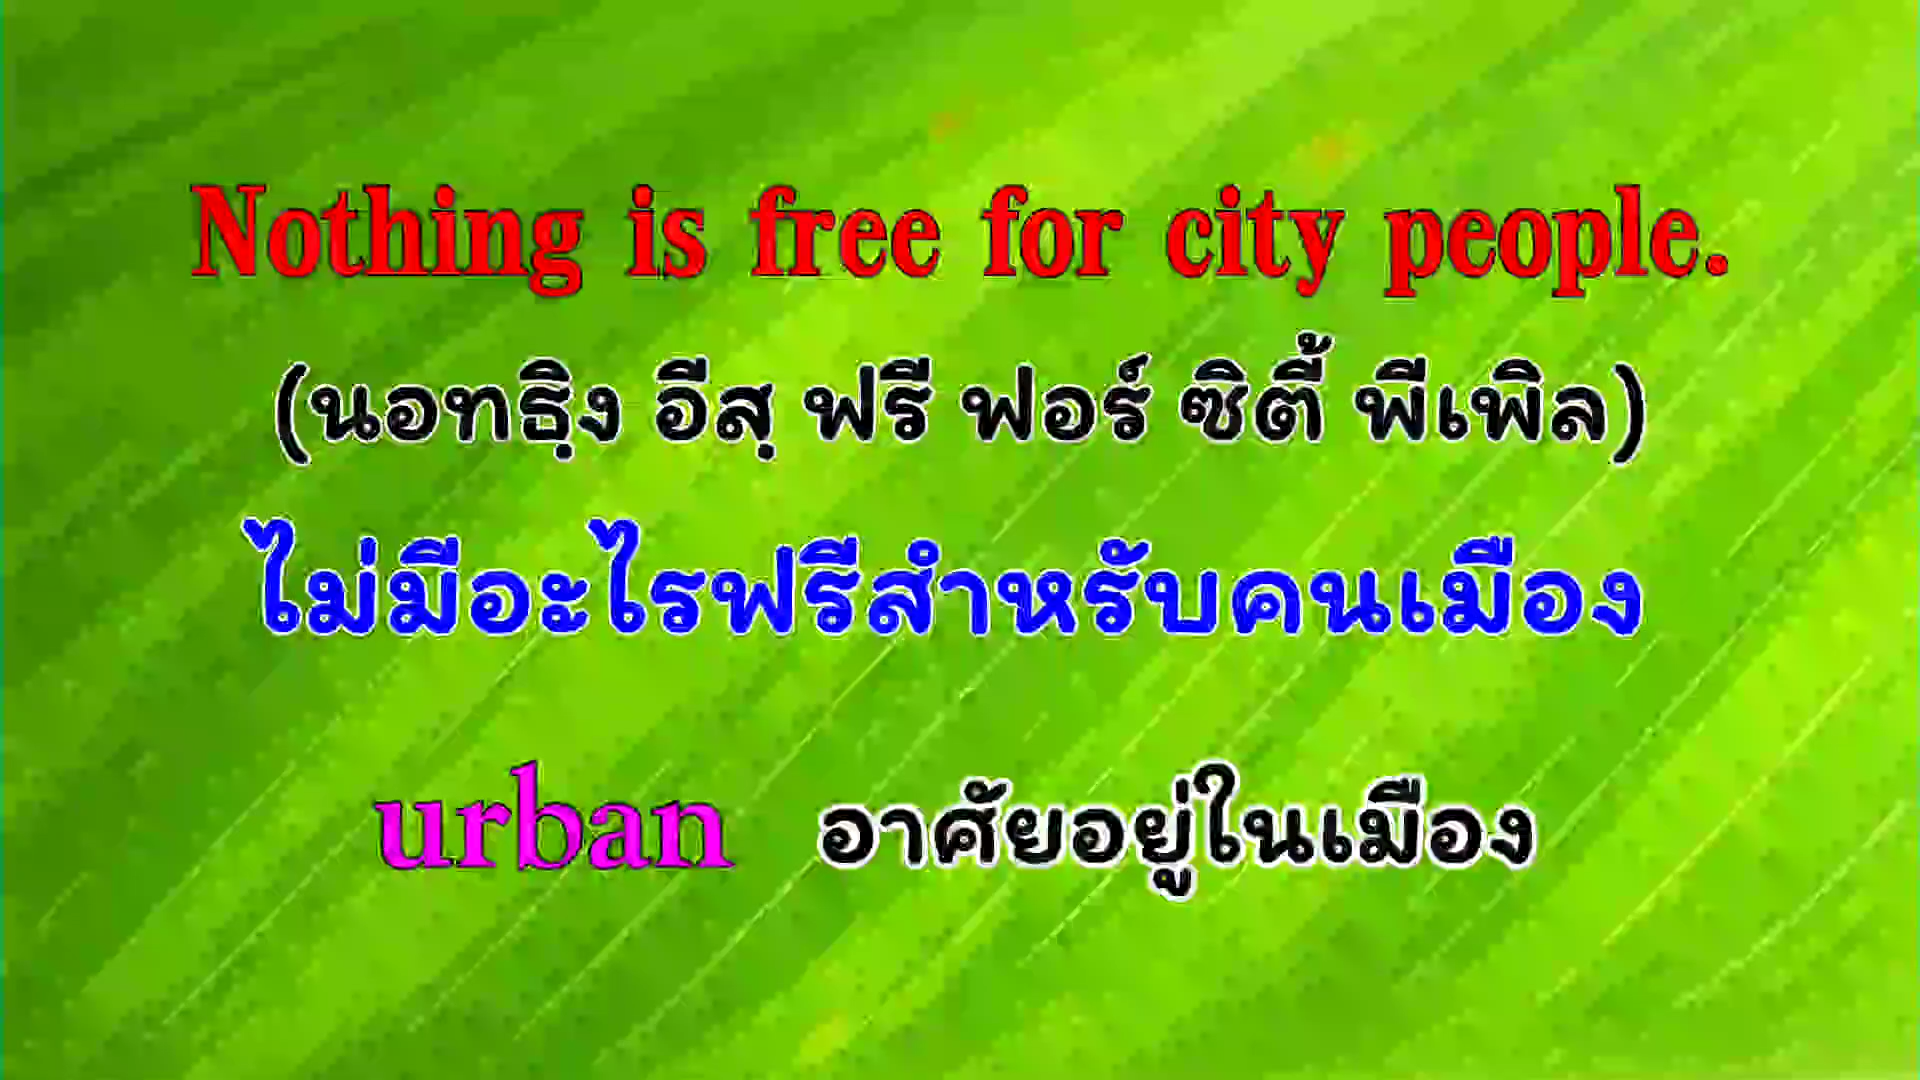 Nothing is free for city people.
(นอทธิฺง อีสฺ ฟรี ฟอร์ ซิตี้ พีเพิล)
ไม่มีอะไรฟรีสำหรับคนเมือง
urban อาศัยอยู่ในเมือง